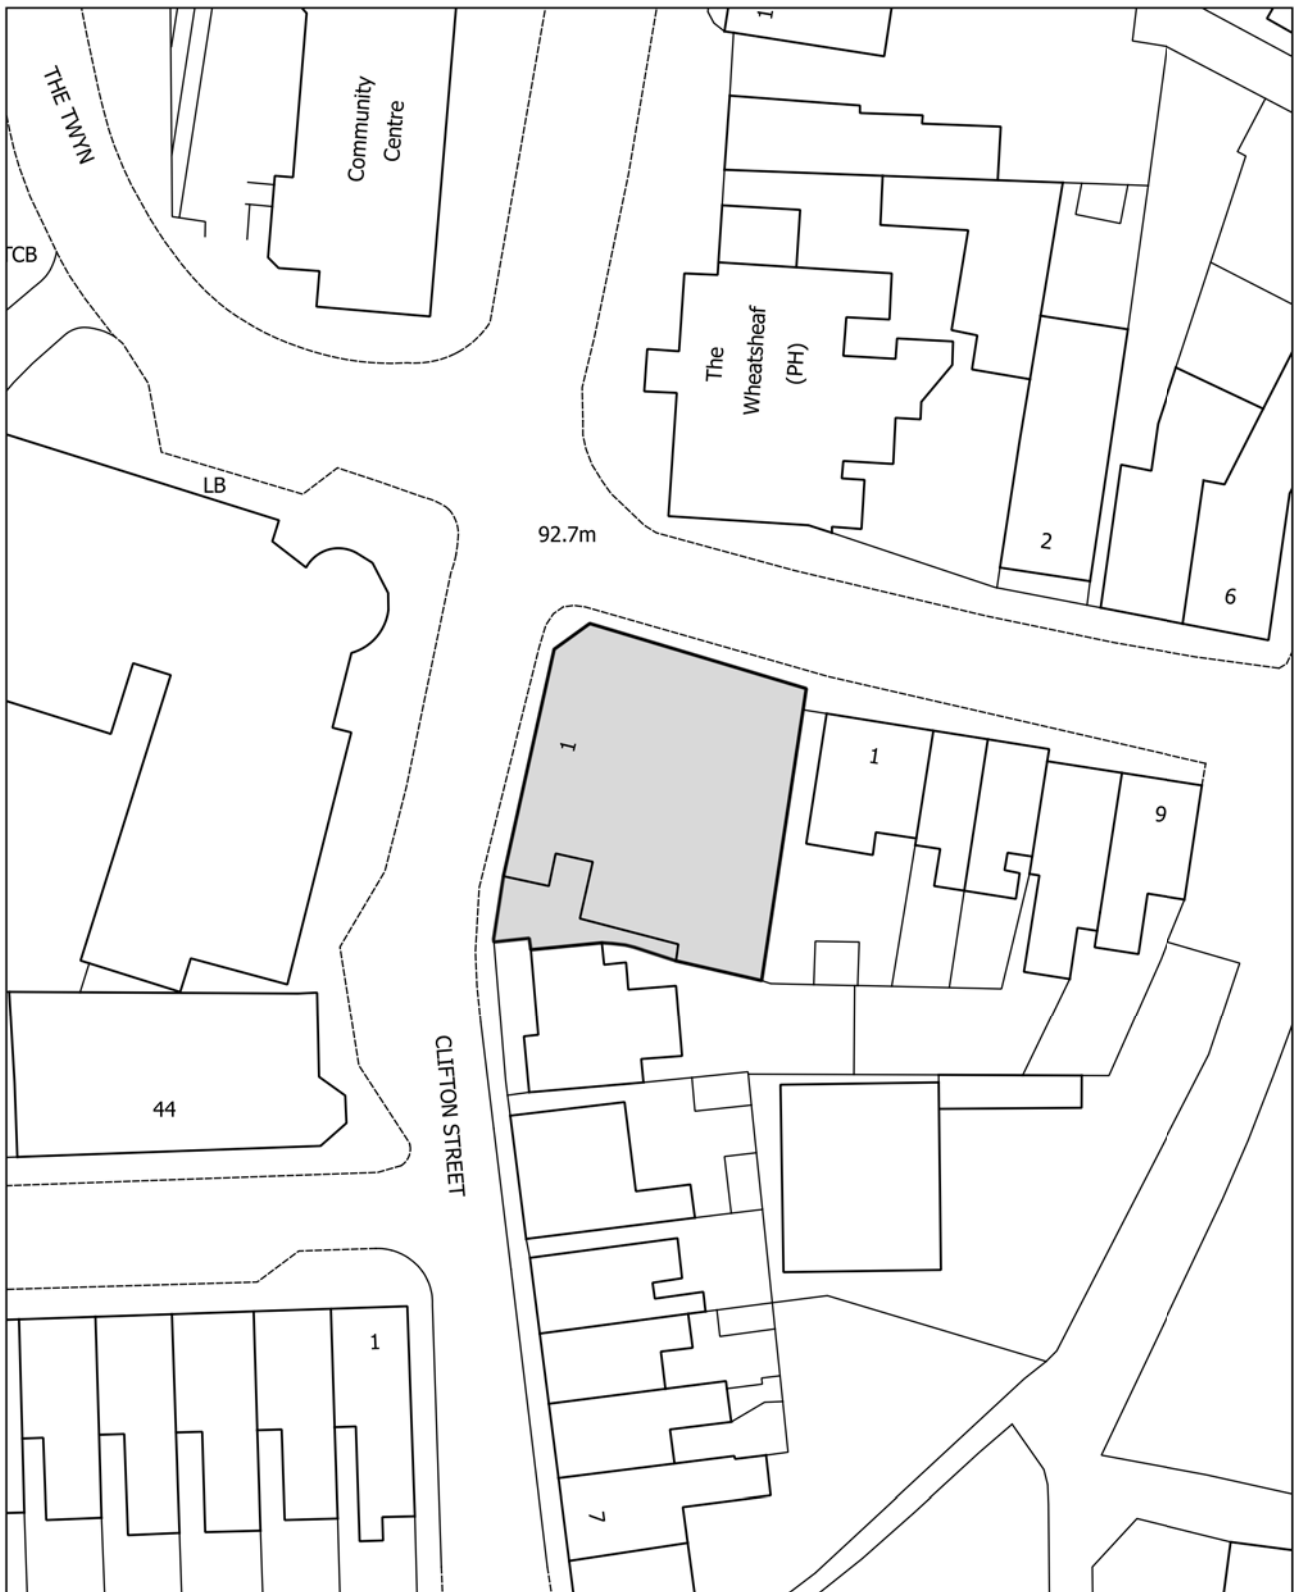 1
THE TWYN
Community
Centre
TCB
The
Wheatsheaf
(PH)
LB
92.7m
2
6
1
1
9
CLIFTON STREET
44
1
7